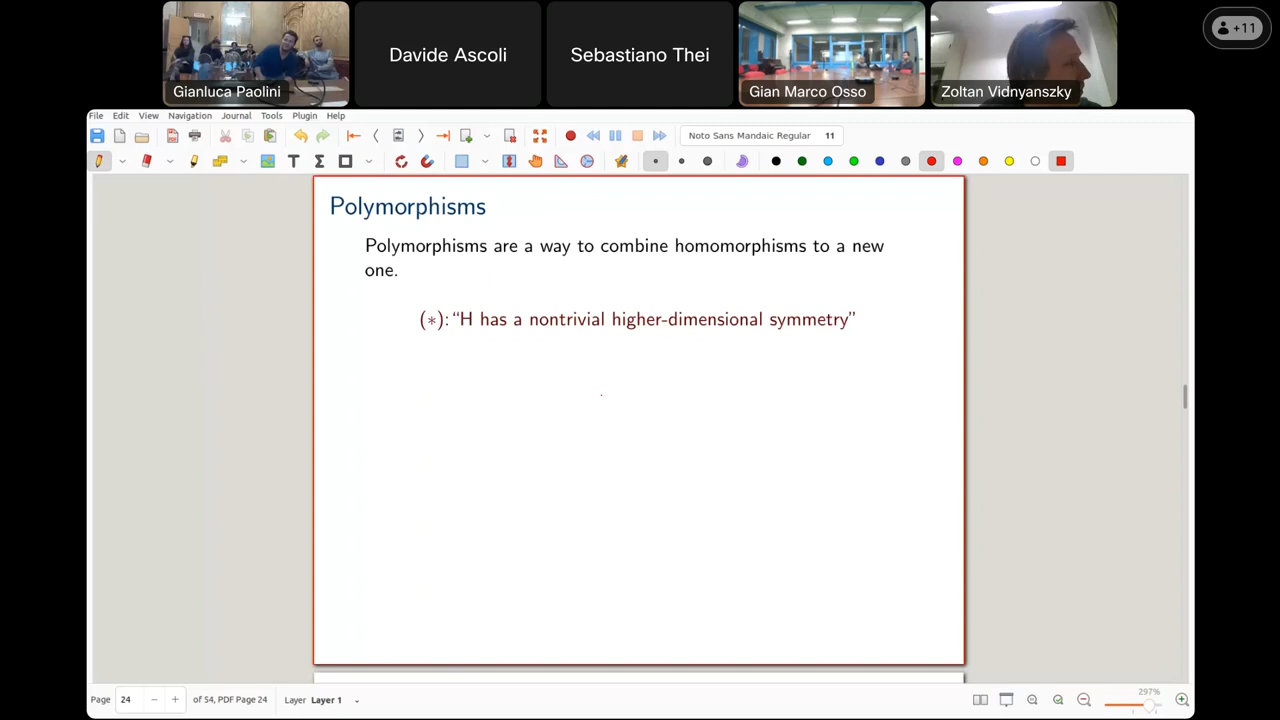 Davide Ascoli
Sebastiano Thei
+11
Gianluca Paolini
Gian Marco Osso
Zoltan Vidnyanszky
File Edit View Navigation Journal Tools Plugin Help
Noto Sans Mandaic Regular 11
Polymorphisms
Polymorphisms are a way to combine homomorphisms to a new
one.
(∗): “H has a nontrivial higher-dimensional symmetry”
Page 24 of 54, PDF Page 24 Layer Layer 1
297%